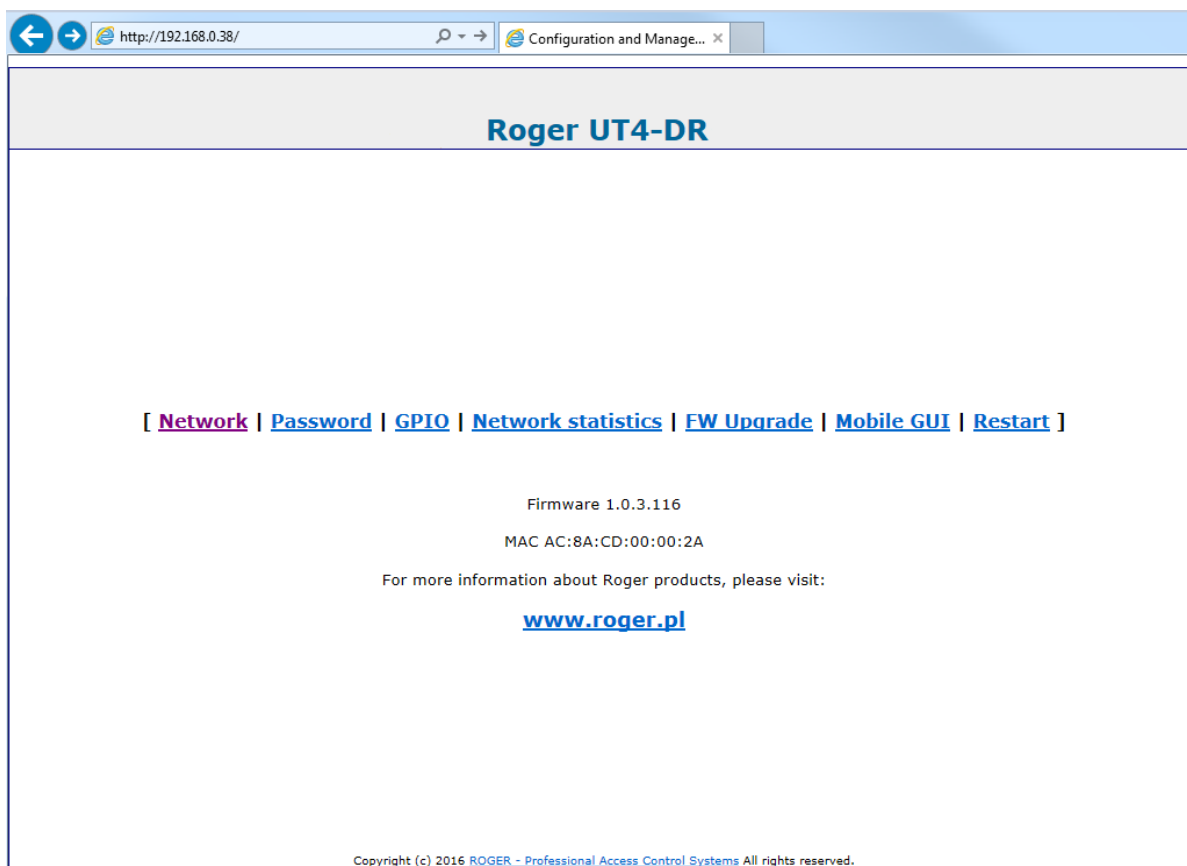 http://192.168.0.38/
Configuration and Manage...
Roger UT4-DR
[ Network | Password | GPIO | Network statistics | FW Upgrade | Mobile GUI | Restart ]
Firmware 1.0.3.116
MAC AC:8A:CD:00:00:2A
For more information about Roger products, please visit:
www.roger.pl
Copyright (c) 2016 ROGER - Professional Access Control Systems All rights reserved.